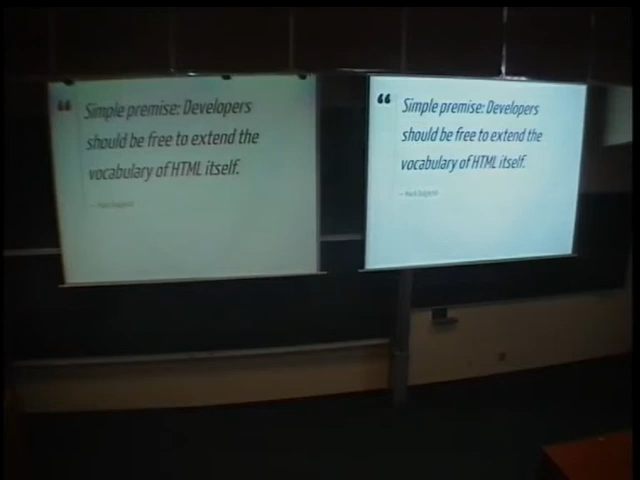 “ Simple premise: Developers
should be free to extend the
vocabulary of HTML itself.
“ Simple premise: Developers
should be free to extend the
vocabulary of HTML itself.